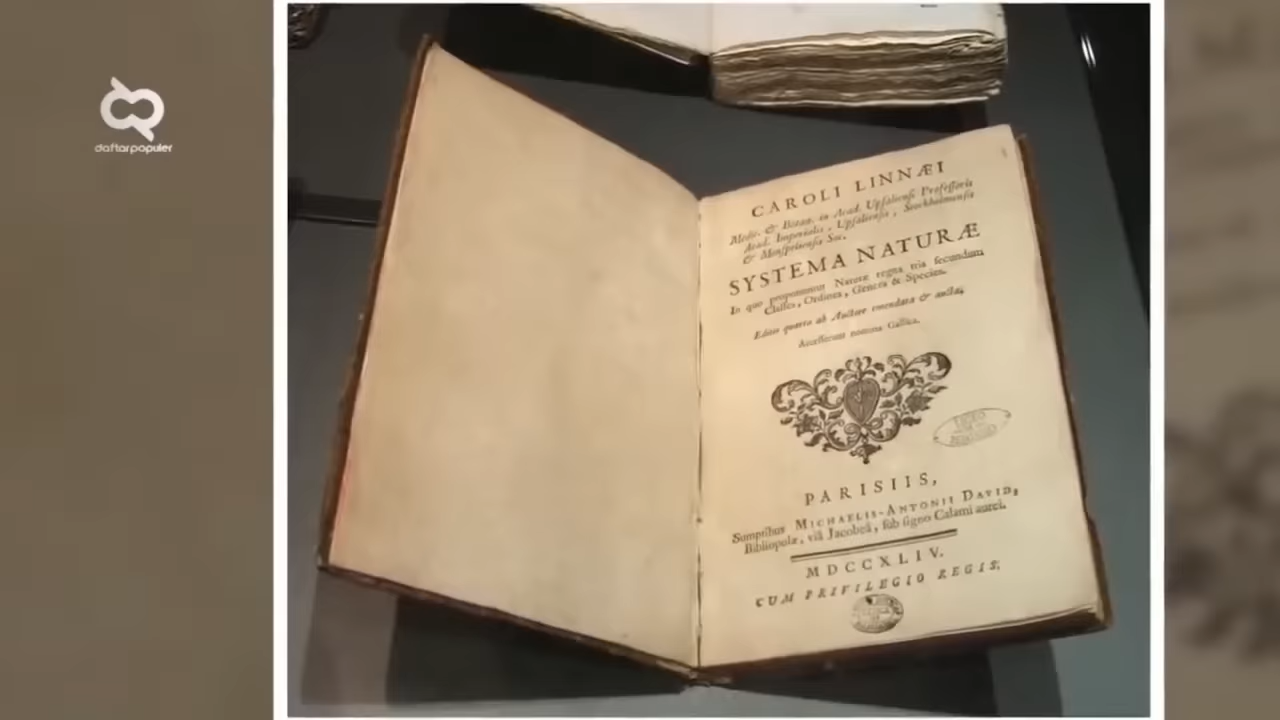 daftarpopuler
CAROLI LINNÆI
Medic. & Botan. in Acad. Upsaliensi Professoris
Acad. Imperialis, Upsaliensis, Stockholmensis
& Monspeliensis Soc.
SYSTEMA NATURÆ
In quo proponuntur Naturæ regna tria secundum
Classes, Ordines, Genera & Species.
Editio quarta ab Auctore emendata & aucta,
Accesserunt nomina Gallica.
PARISIIS,
Sumptibus MICHAELIS-ANTONII DAVID,
Bibliopolæ, viâ Jacobeâ, sub signo Calami aurei.
MDCCXLIV.
CUM PRIVILEGIO REGIS.